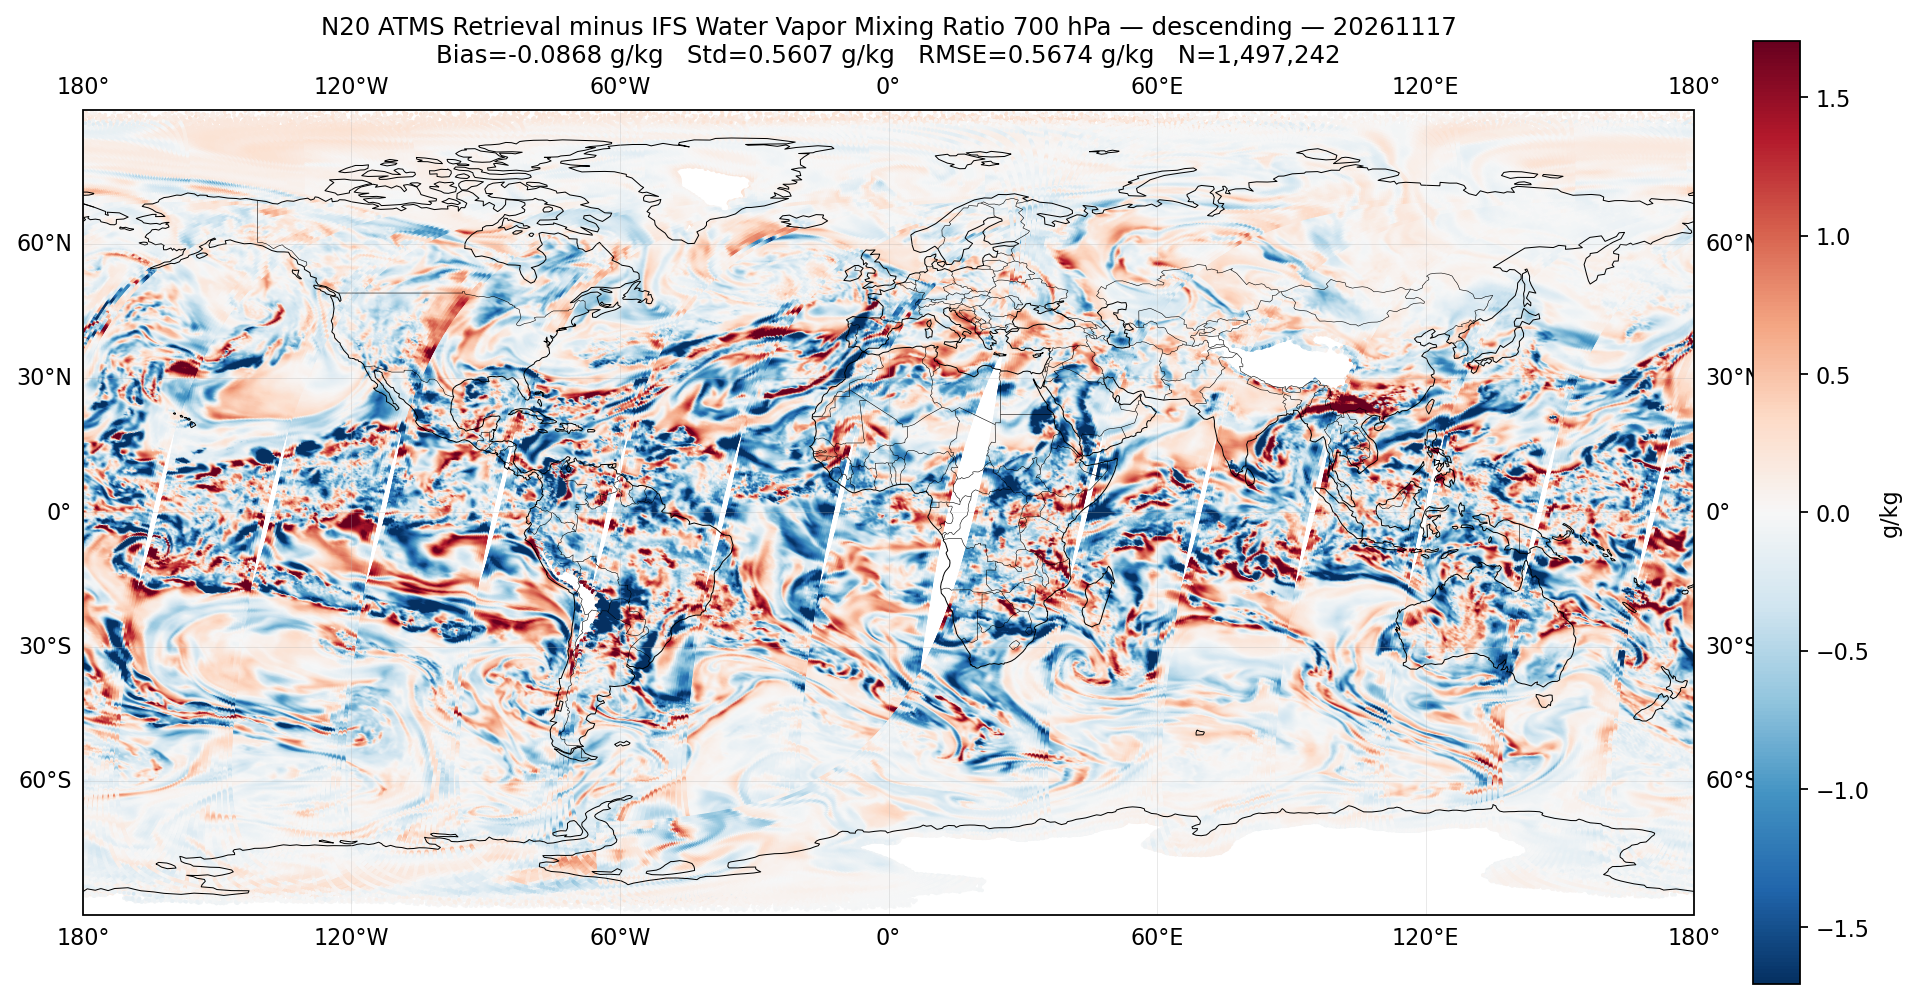 N20 ATMS Retrieval minus IFS Water Vapor Mixing Ratio 700 hPa — descending — 20261117
Bias=-0.0868 g/kg   Std=0.5607 g/kg   RMSE=0.5674 g/kg   N=1,497,242
180° 120°W 60°W 0° 60°E 120°E 180°
60°N 60°N
30°N 30°N
0° 0°
30°S 30°S
60°S 60°S
180° 120°W 60°W 0° 60°E 120°E 180°
1.5
1.0
0.5
0.0
−0.5
−1.0
−1.5
g/kg